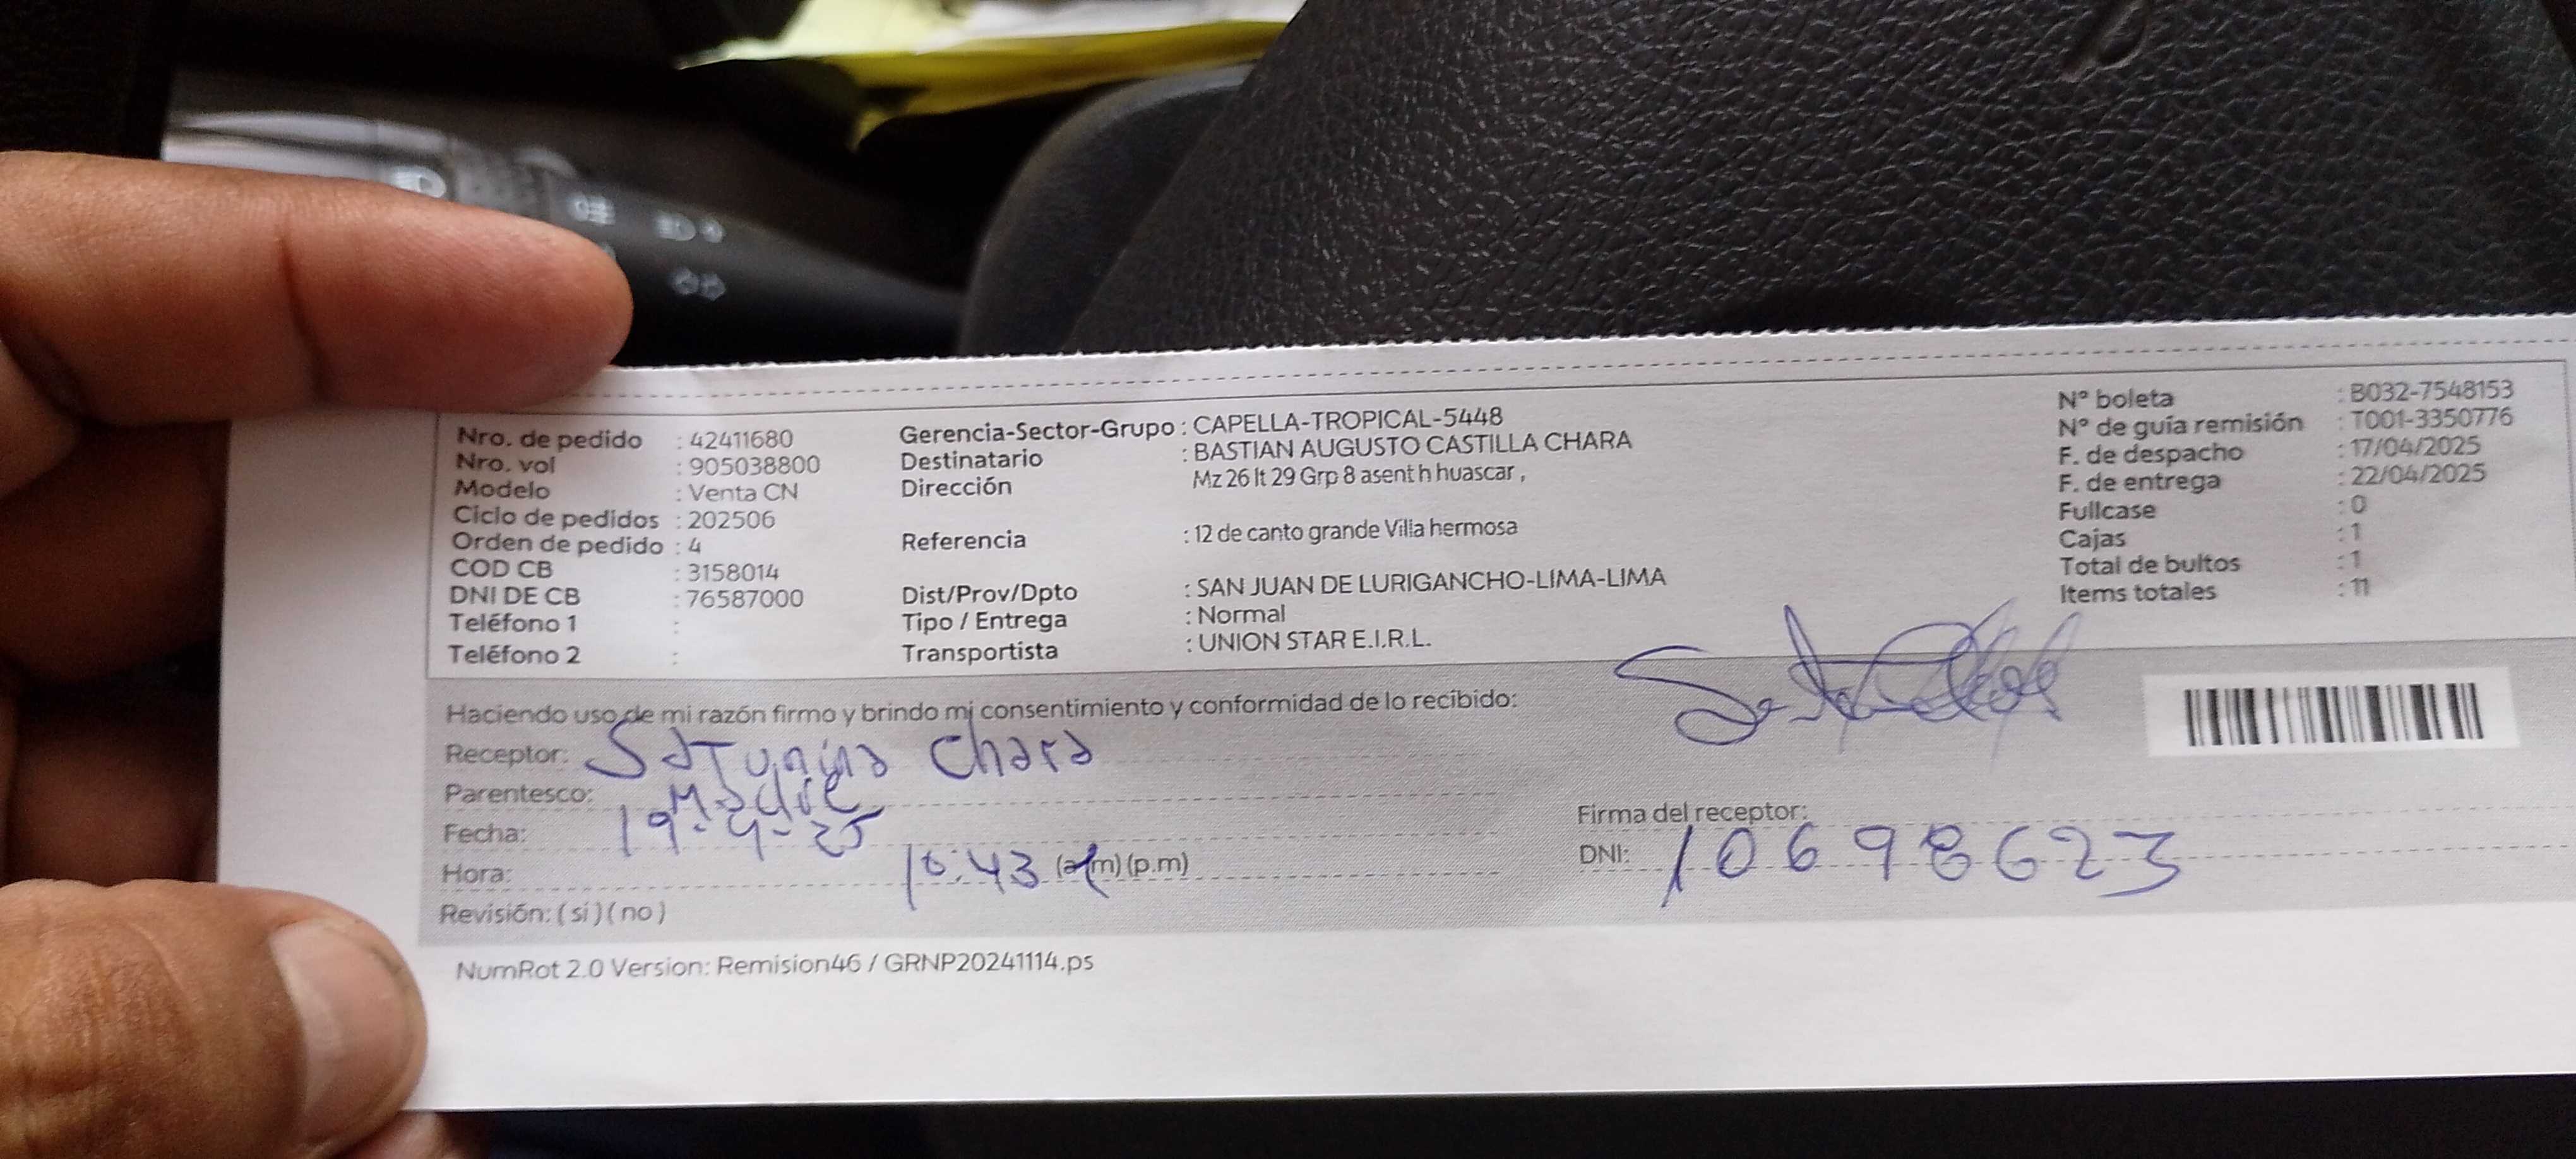 Nro. de pedido : 42411680
Nro. vol : 905038800
Modelo : Venta CN
Ciclo de pedidos : 202506
Orden de pedido : 4
COD CB : 3158014
DNI DE CB : 76587000
Teléfono 1 :
Teléfono 2 :
Gerencia-Sector-Grupo : CAPELLA-TROPICAL-5448
Destinatario : BASTIAN AUGUSTO CASTILLA CHARA
Dirección Mz 26 lt 29 Grp 8 asent h huascar ,
Referencia : 12 de canto grande Villa hermosa
Dist/Prov/Dpto : SAN JUAN DE LURIGANCHO-LIMA-LIMA
Tipo / Entrega : Normal
Transportista : UNION STAR E.I.R.L.
N° boleta : B032-7548153
N° de guía remisión : T001-3350776
F. de despacho : 17/04/2025
F. de entrega : 22/04/2025
Fullcase : 0
Cajas : 1
Total de bultos : 1
Items totales : 11
Haciendo uso de mi razón firmo y brindo mi consentimiento y conformidad de lo recibido:
Receptor: Saturnina Chara
Parentesco: Madre
Fecha: 19-4-25
Hora: 10:43 (a.m) (p.m)
Revisión: ( si ) ( no )
Firma del receptor:
DNI: 10698623
NumRot 2.0 Version: Remision46 / GRNP20241114.ps